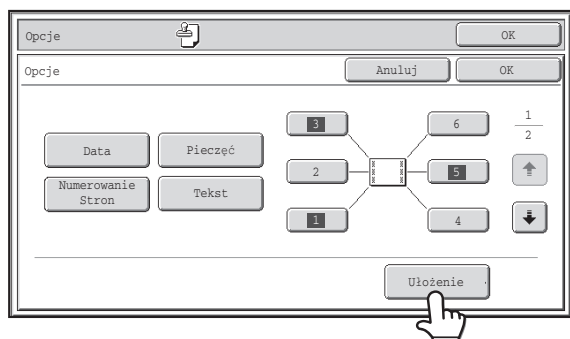 Opcje
OK
Opcje
Anuluj
OK
Data
Pieczęć
Numerowanie
Stron
Tekst
3
6
2
5
1
4
1
2
Ułożenie